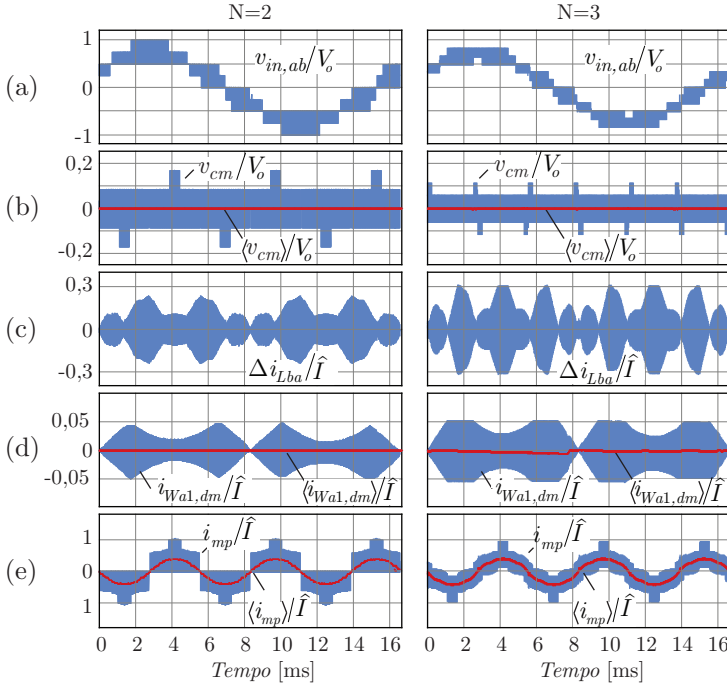 N=2
N=3
(a)
1
0
-1
v_{in,ab}/V_o
v_{in,ab}/V_o
(b)
0,2
0
-0,2
v_{cm}/V_o
⟨v_{cm}⟩/V_o
v_{cm}/V_o
⟨v_{cm}⟩/V_o
(c)
0,3
0
-0,3
Δi_{Lba}/Î
Δi_{Lba}/Î
(d)
0,05
0
-0.05
i_{Wa1,dm}/Î
⟨i_{Wa1,dm}⟩/Î
i_{Wa1,dm}/Î
⟨i_{Wa1,dm}⟩/Î
(e)
1
0
1
i_{mp}/Î
⟨i_{mp}⟩/Î
i_{mp}/Î
⟨i_{mp}⟩/Î
0 2 4 6 8 10 12 14 16
0 2 4 6 8 10 12 14 16
Tempo [ms]
Tempo [ms]